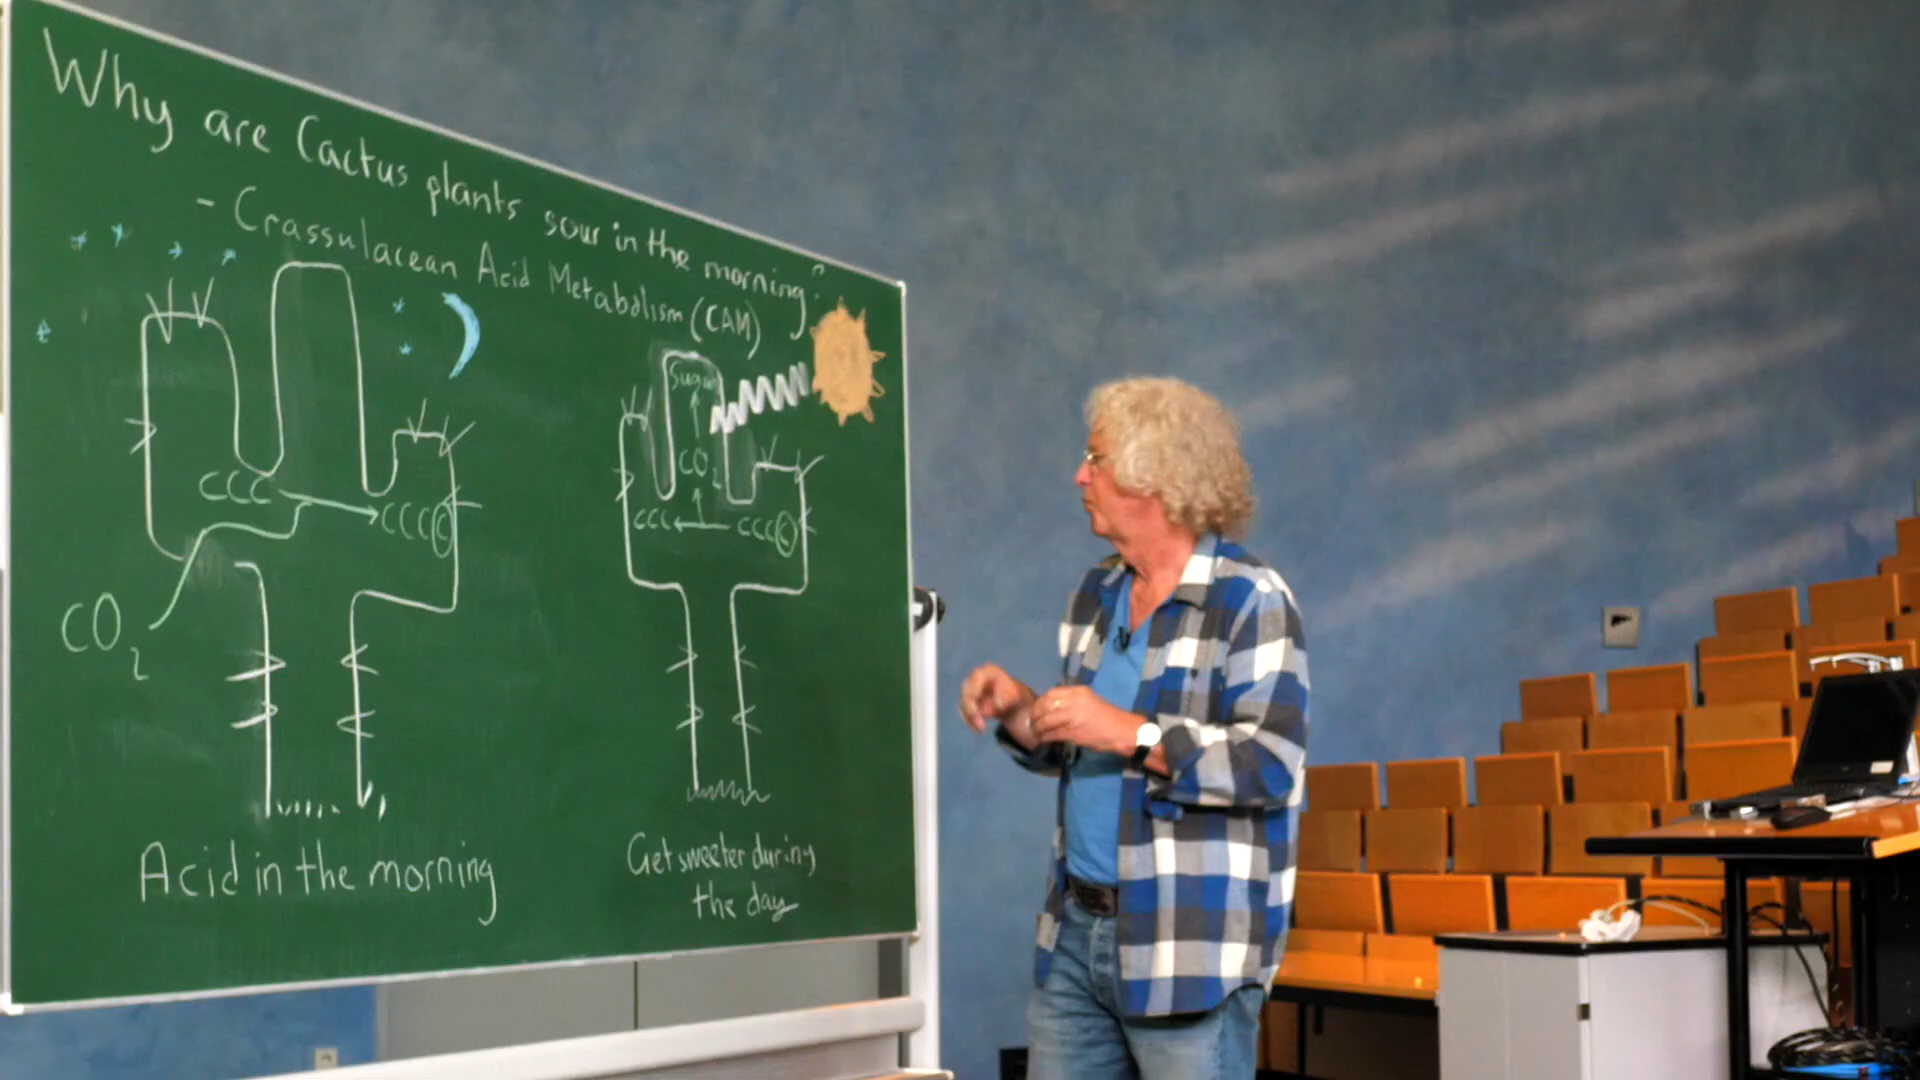 Why are Cactus plants sour in the morning?
- Crassulacean Acid Metabolism (CAM)
CCC
CCCC
CO2
Acid in the morning
Sugar
CO2
CCC
CCCC
Get sweeter during
the day